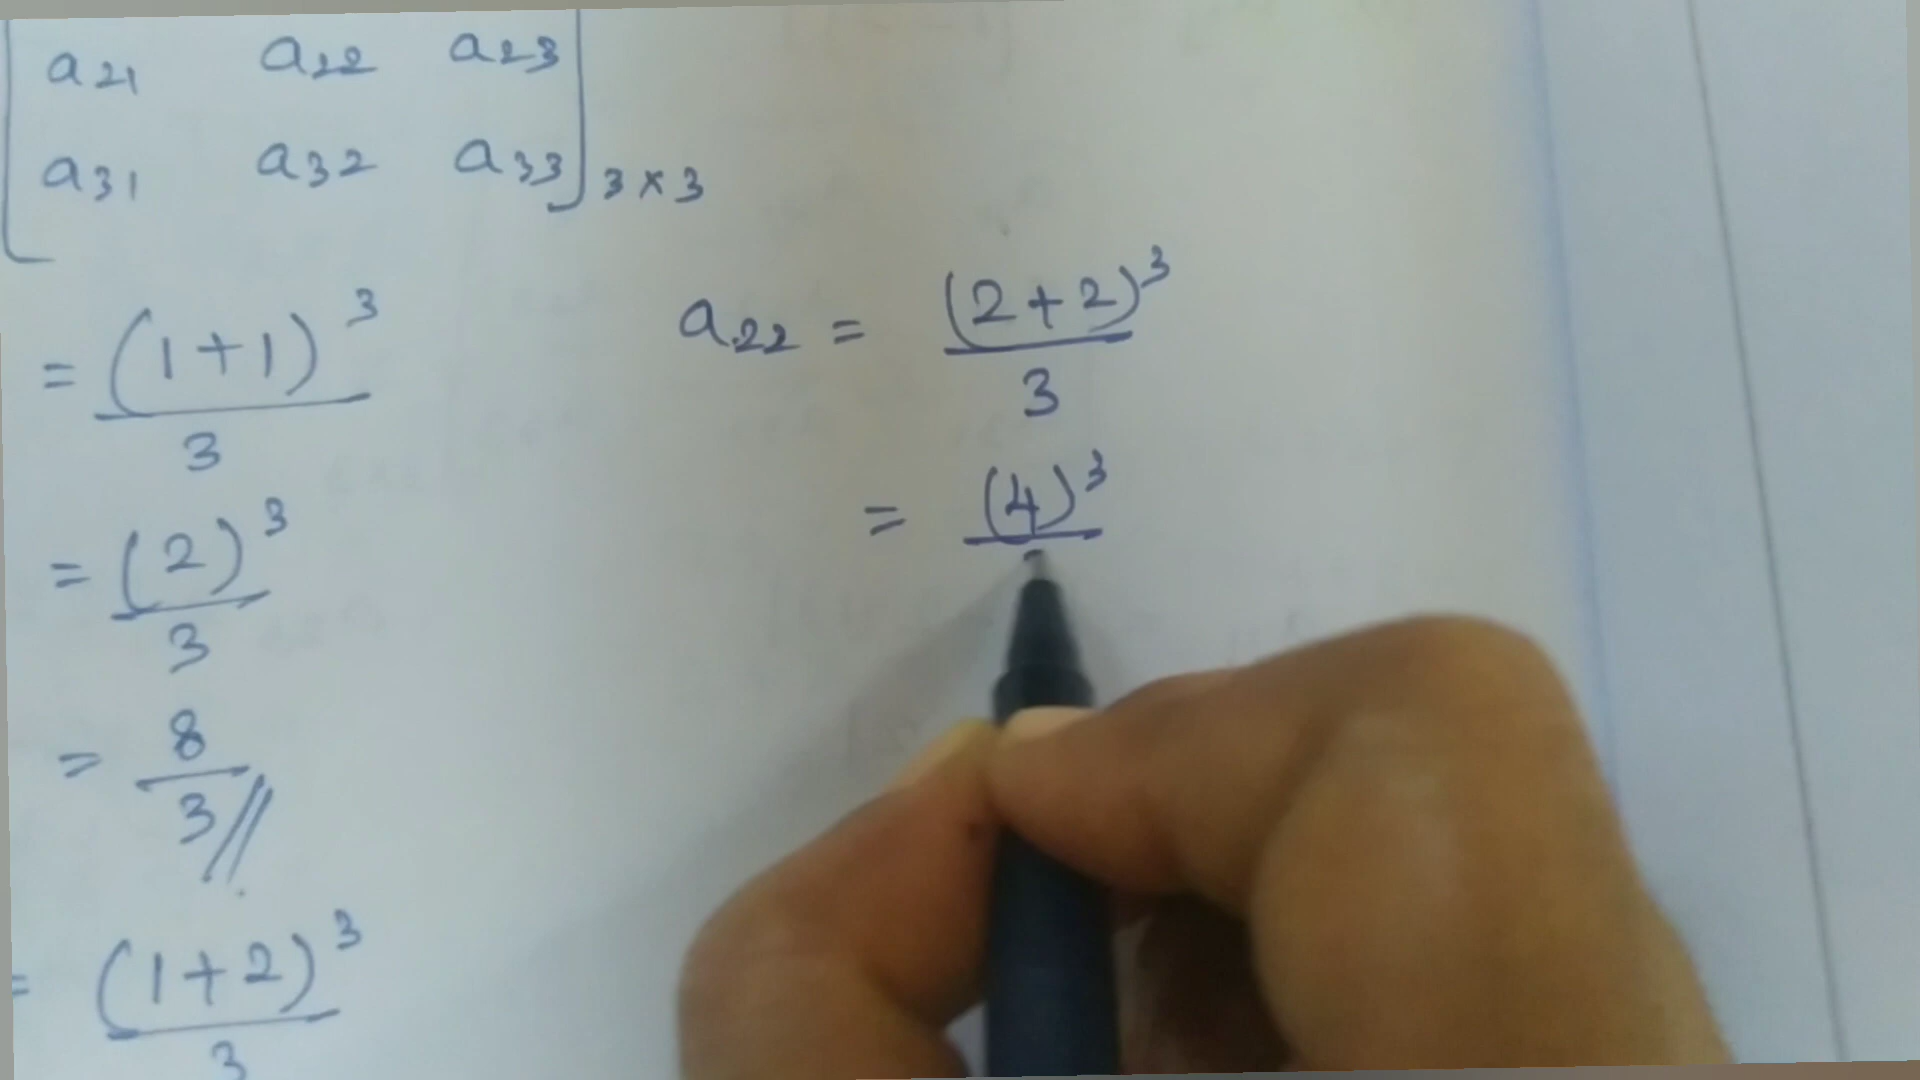 a21 a22 a23
a31 a32 a33 3 × 3
= (1+1)^3 / 3
= (2)^3 / 3
= 8 / 3 //
= (1+2)^3 / 3
a22 = (2+2)^3 / 3
= (4)^3 /